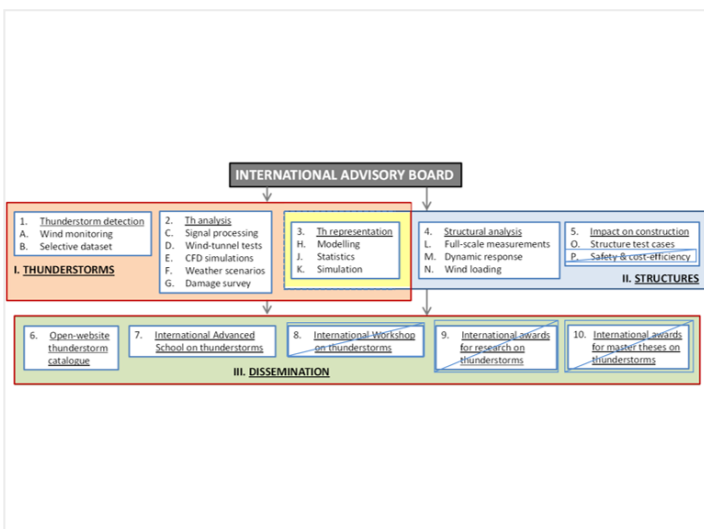 INTERNATIONAL ADVISORY BOARD
1. Thunderstorm detection
A. Wind monitoring
B. Selective dataset
I. THUNDERSTORMS
2. Th analysis
C. Signal processing
D. Wind-tunnel tests
E. CFD simulations
F. Weather scenarios
G. Damage survey
3. Th representation
H. Modelling
J. Statistics
K. Simulation
4. Structural analysis
L. Full-scale measurements
M. Dynamic response
N. Wind loading
5. Impact on construction
O. Structure test cases
P. Safety & cost-efficiency
II. STRUCTURES
6. Open-website
thunderstorm
catalogue
7. International Advanced
School on thunderstorms
8. International Workshop
on thunderstorms
9. International awards
for research on
thunderstorms
10. International awards
for master theses on
thunderstorms
III. DISSEMINATION